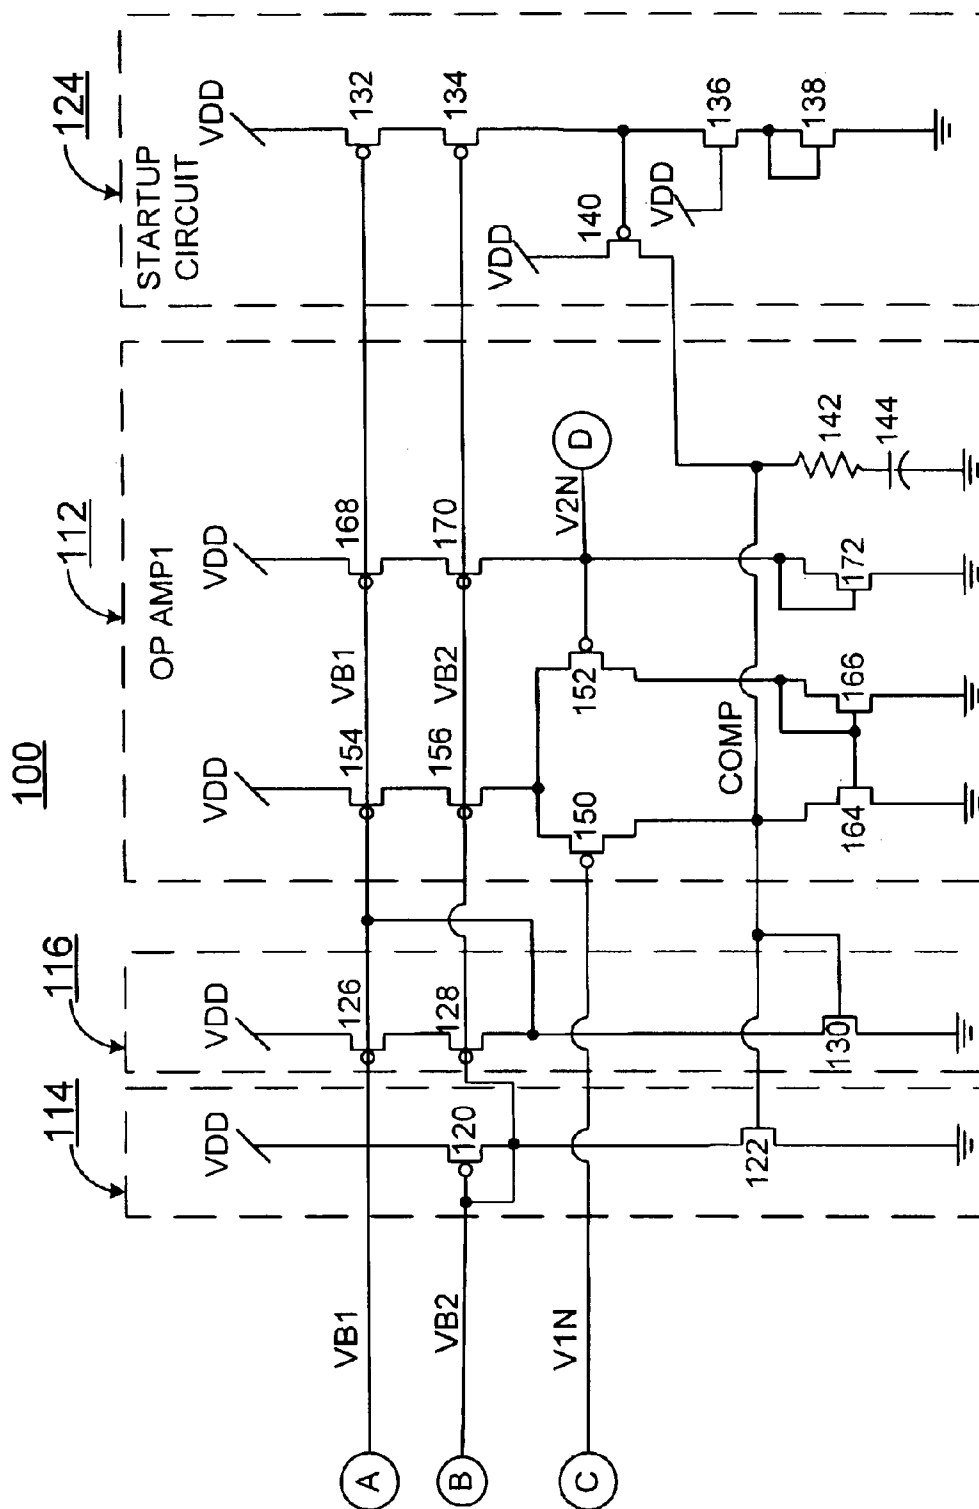 100
114
116
112
124
OP AMP1
STARTUP
CIRCUIT
VDD
VDD
VDD
VDD
VDD
126
154
168
132
VB1
VB1
120
128
156
170
134
VB2
VB2
VDD
140
VDD
136
138
V1N
150
152
V2N
COMP
122
130
164
166
172
142
144
A
B
C
D